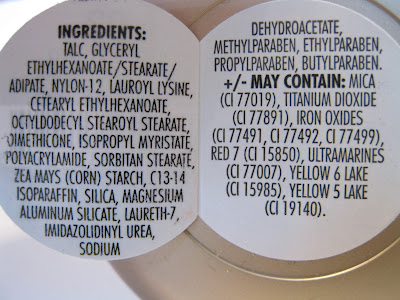 INGREDIENTS:
TALC, GLYCERYL
ETHYLHEXANOATE/STEARATE/
ADIPATE, NYLON-12, LAUROYL LYSINE,
CETEARYL ETHYLHEXANOATE,
OCTYLDODECYL STEAROYL STEARATE,
DIMETHICONE, ISOPROPYL MYRISTATE,
POLYACRYLAMIDE, SORBITAN STEARATE,
ZEA MAYS (CORN) STARCH, C13-14
ISOPARAFFIN, SILICA, MAGNESIUM
ALUMINUM SILICATE, LAURETH-7,
IMIDAZOLIDINYL UREA,
SODIUM
DEHYDROACETATE,
METHYLPARABEN, ETHYLPARABEN,
PROPYLPARABEN, BUTYLPARABEN.
+/- MAY CONTAIN: MICA
(CI 77019), TITANIUM DIOXIDE
(CI 77891), IRON OXIDES
(CI 77491, CI 77492, CI 77499),
RED 7 (CI 15850), ULTRAMARINES
(CI 77007), YELLOW 6 LAKE
(CI 15985), YELLOW 5 LAKE
(CI 19140).